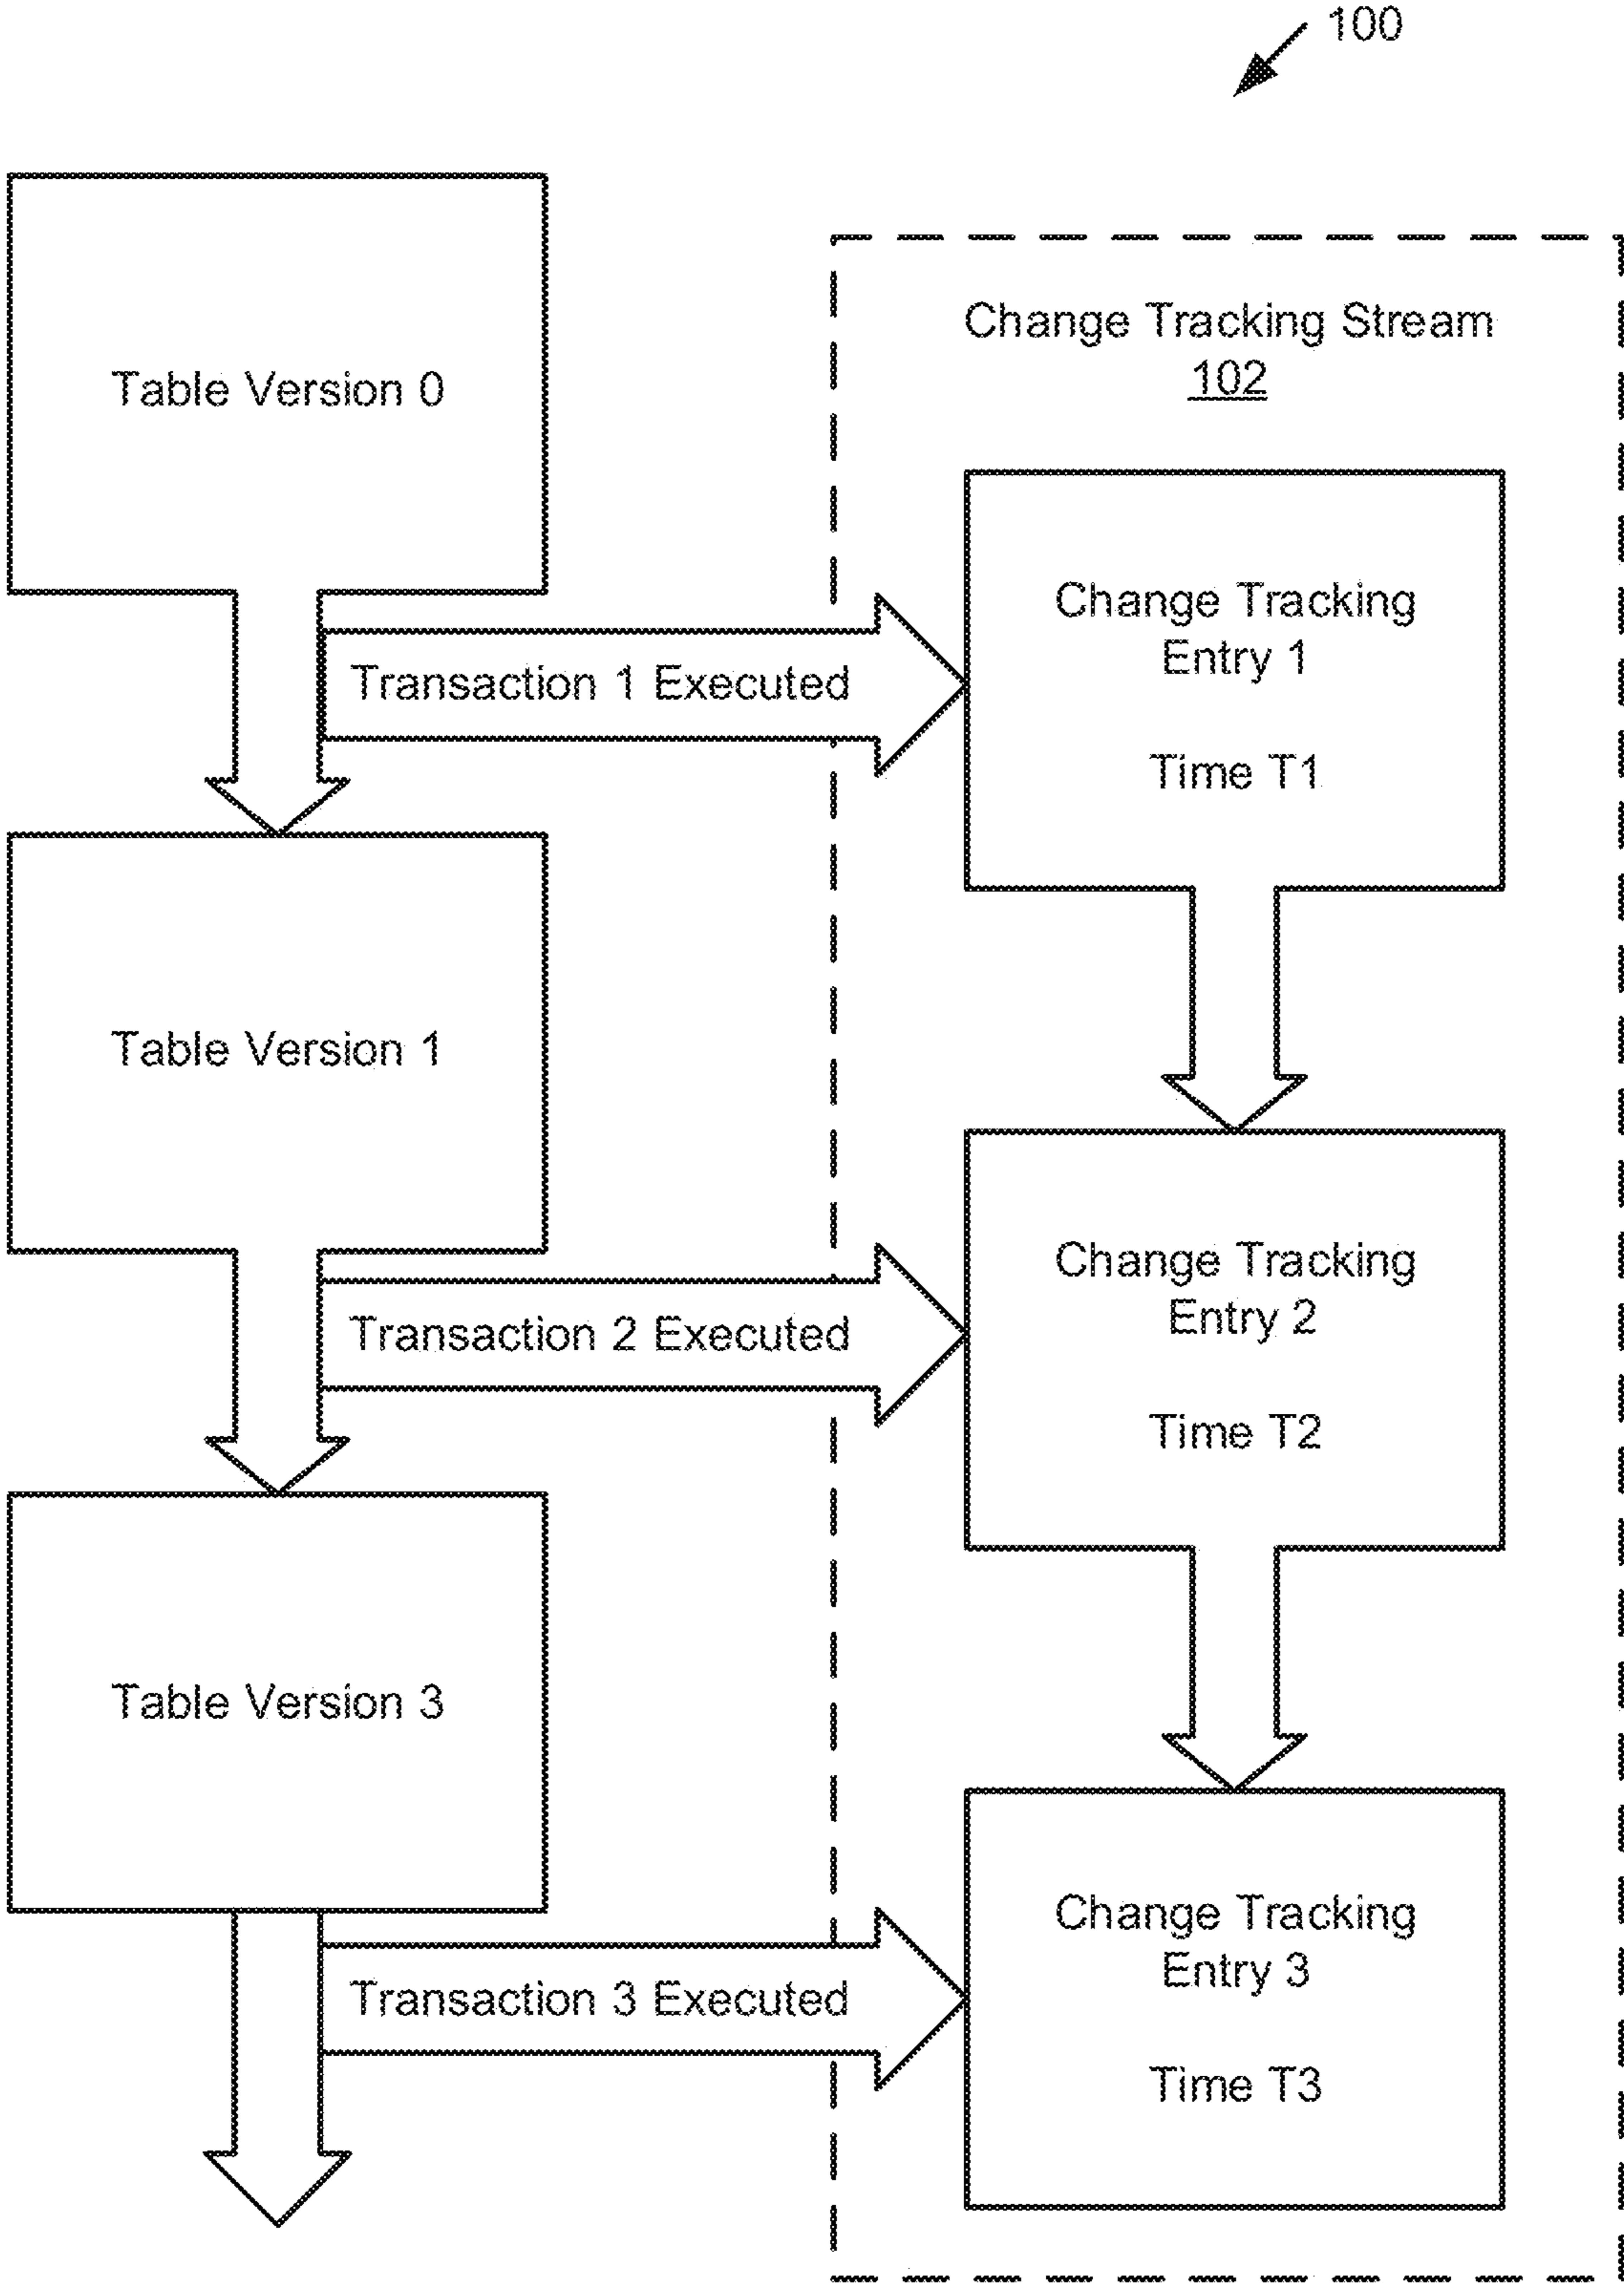 100
Table Version 0
Change Tracking Stream
102
Change Tracking
Entry 1
Time T1
Transaction 1 Executed
Table Version 1
Change Tracking
Entry 2
Time T2
Transaction 2 Executed
Table Version 3
Change Tracking
Entry 3
Time T3
Transaction 3 Executed